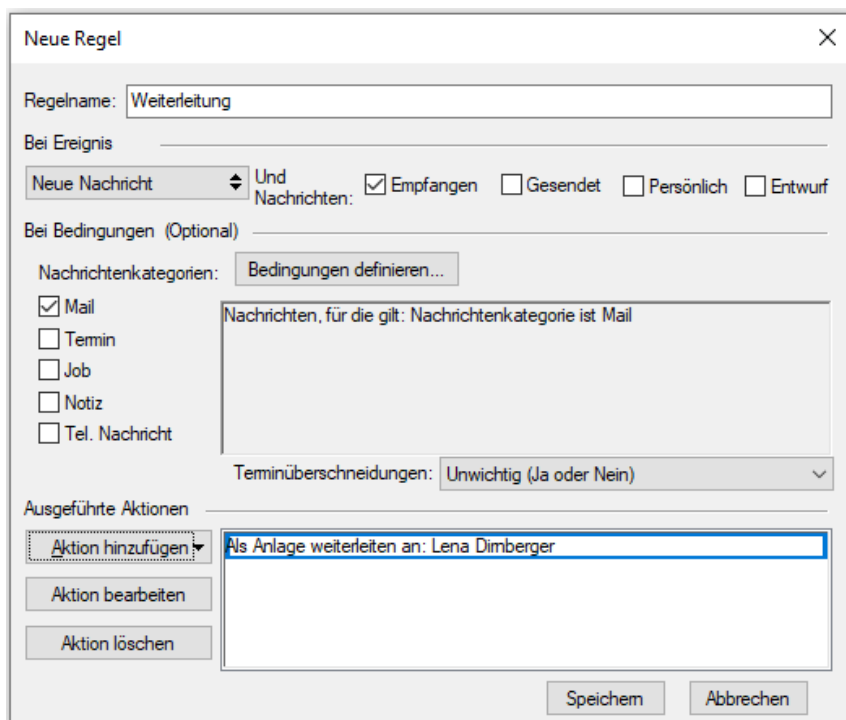 Neue Regel
Regelname: Weiterleitung
Bei Ereignis
Neue Nachricht Und Nachrichten: Empfangen Gesendet Persönlich Entwurf
Bei Bedingungen (Optional)
Nachrichtenkategorien: Bedingungen definieren...
Mail
Nachrichten, für die gilt: Nachrichtenkategorie ist Mail
Termin
Job
Notiz
Tel. Nachricht
Terminüberschneidungen: Unwichtig (Ja oder Nein)
Ausgeführte Aktionen
Aktion hinzufügen
Als Anlage weiterleiten an: Lena Dirnberger
Aktion bearbeiten
Aktion löschen
Speichern Abbrechen